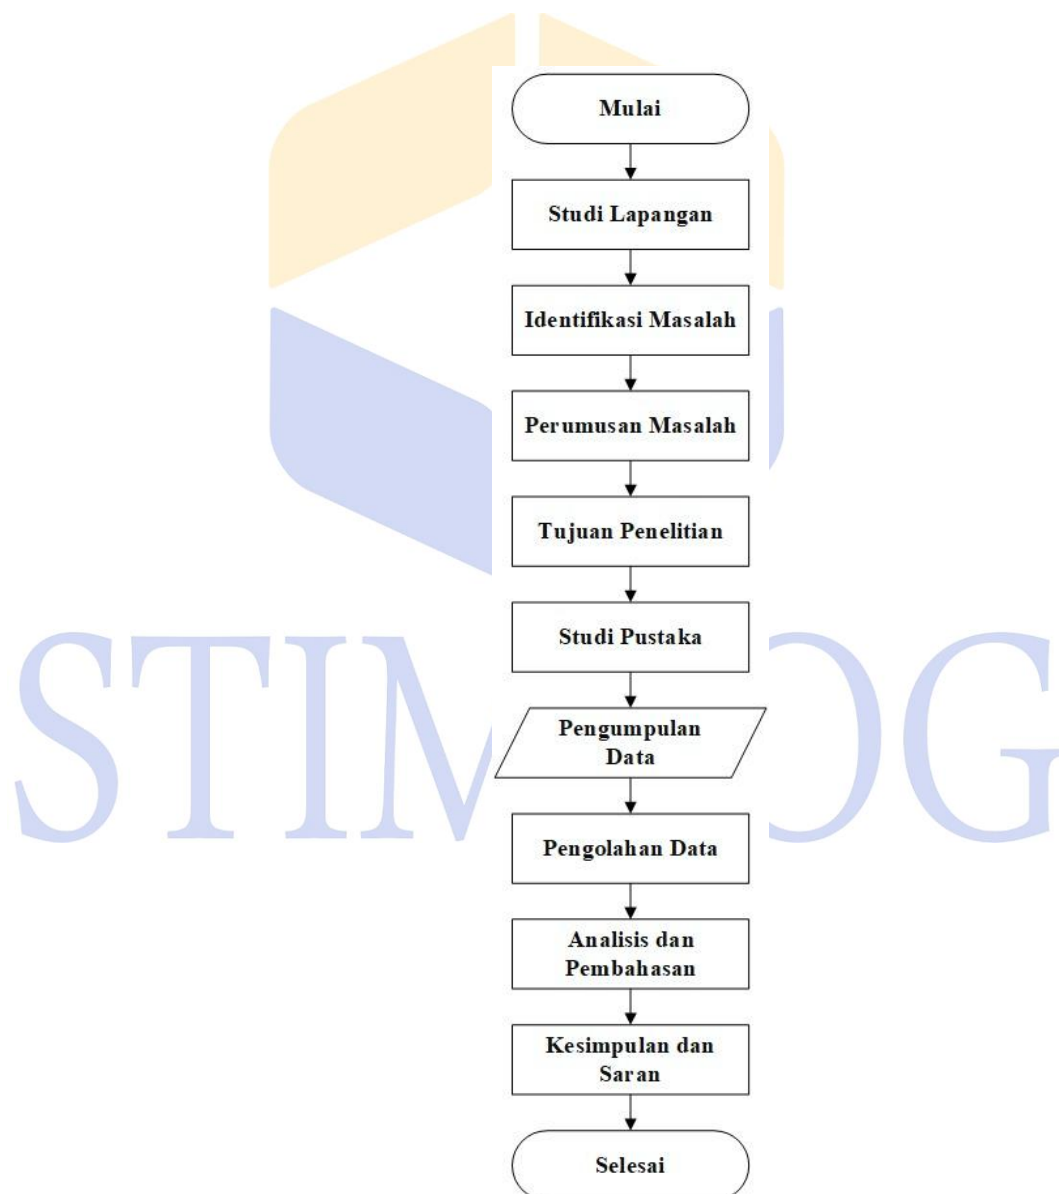 Mulai
Studi Lapangan
Identifikasi Masalah
Perumusan Masalah
Tujuan Penelitian
Studi Pustaka
Pengumpulan
Data
Pengolahan Data
Analisis dan
Pembahasan
Kesimpulan dan
Saran
Selesai